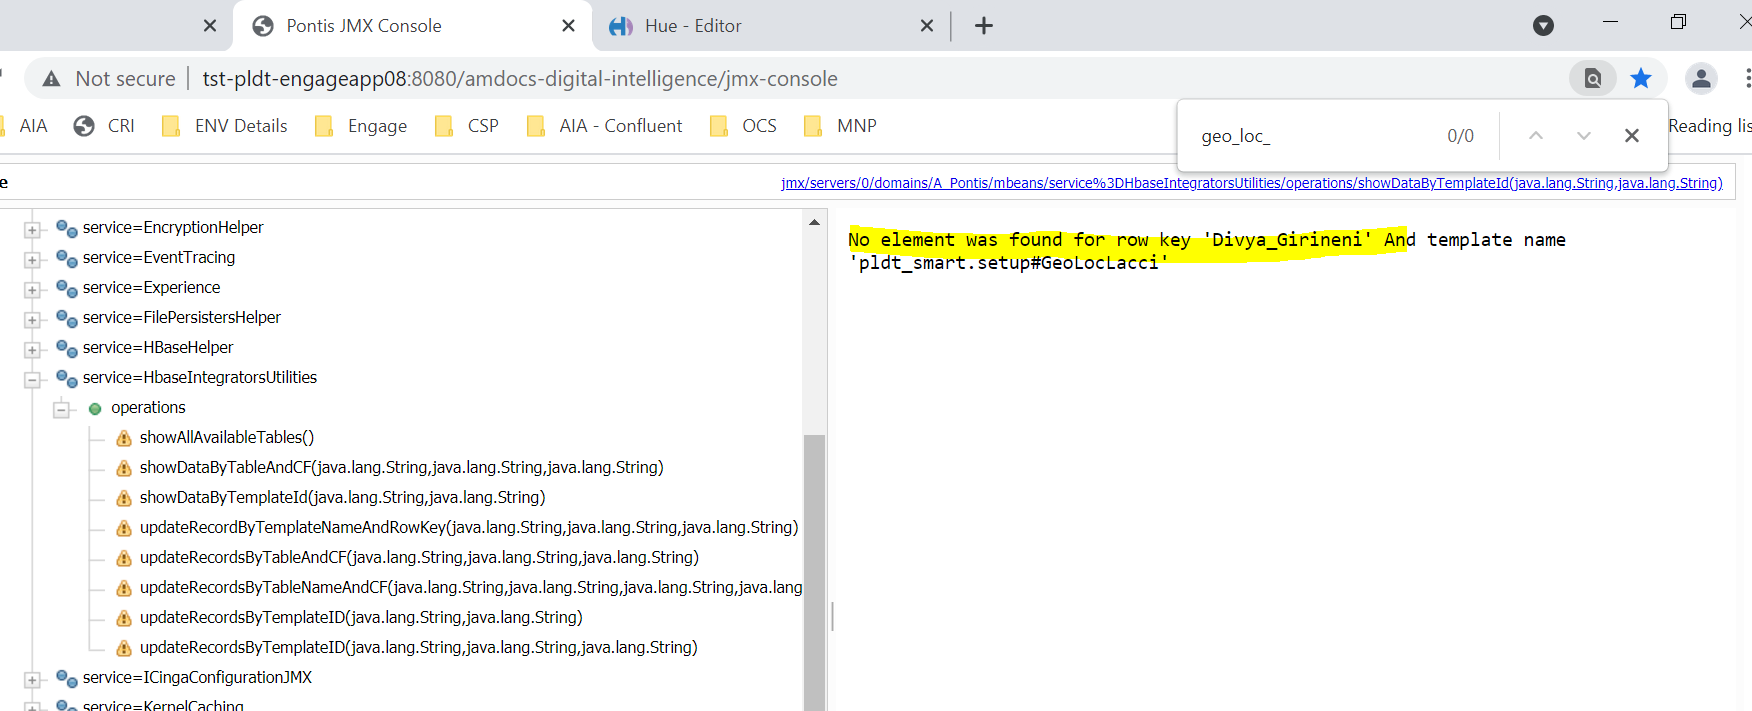 Pontis JMX Console
Hue - Editor
Not secure
tst-pldt-engageapp08:8080/amdocs-digital-intelligence/jmx-console
AIA
CRI
ENV Details
Engage
CSP
AIA - Confluent
OCS
MNP
Reading lis
geo_loc_
0/0
e
jmx/servers/0/domains/A_Pontis/mbeans/service%3DHbaseIntegratorsUtilities/operations/showDataByTemplateId(java.lang.String,java.lang.String)
service=EncryptionHelper
service=EventTracing
service=Experience
service=FilePersistersHelper
service=HBaseHelper
service=HbaseIntegratorsUtilities
operations
showAllAvailableTables()
showDataByTableAndCF(java.lang.String,java.lang.String,java.lang.String)
showDataByTemplateId(java.lang.String,java.lang.String)
updateRecordByTemplateNameAndRowKey(java.lang.String,java.lang.String,java.lang.String)
updateRecordsByTableAndCF(java.lang.String,java.lang.String,java.lang.String)
updateRecordsByTableNameAndCF(java.lang.String,java.lang.String,java.lang.String,java.lang
updateRecordsByTemplateID(java.lang.String,java.lang.String)
updateRecordsByTemplateID(java.lang.String,java.lang.String,java.lang.String)
service=ICingaConfigurationJMX
service=KernelCaching
No element was found for row key 'Divya_Girineni' And template name
'pldt_smart.setup#GeoLocLacci'